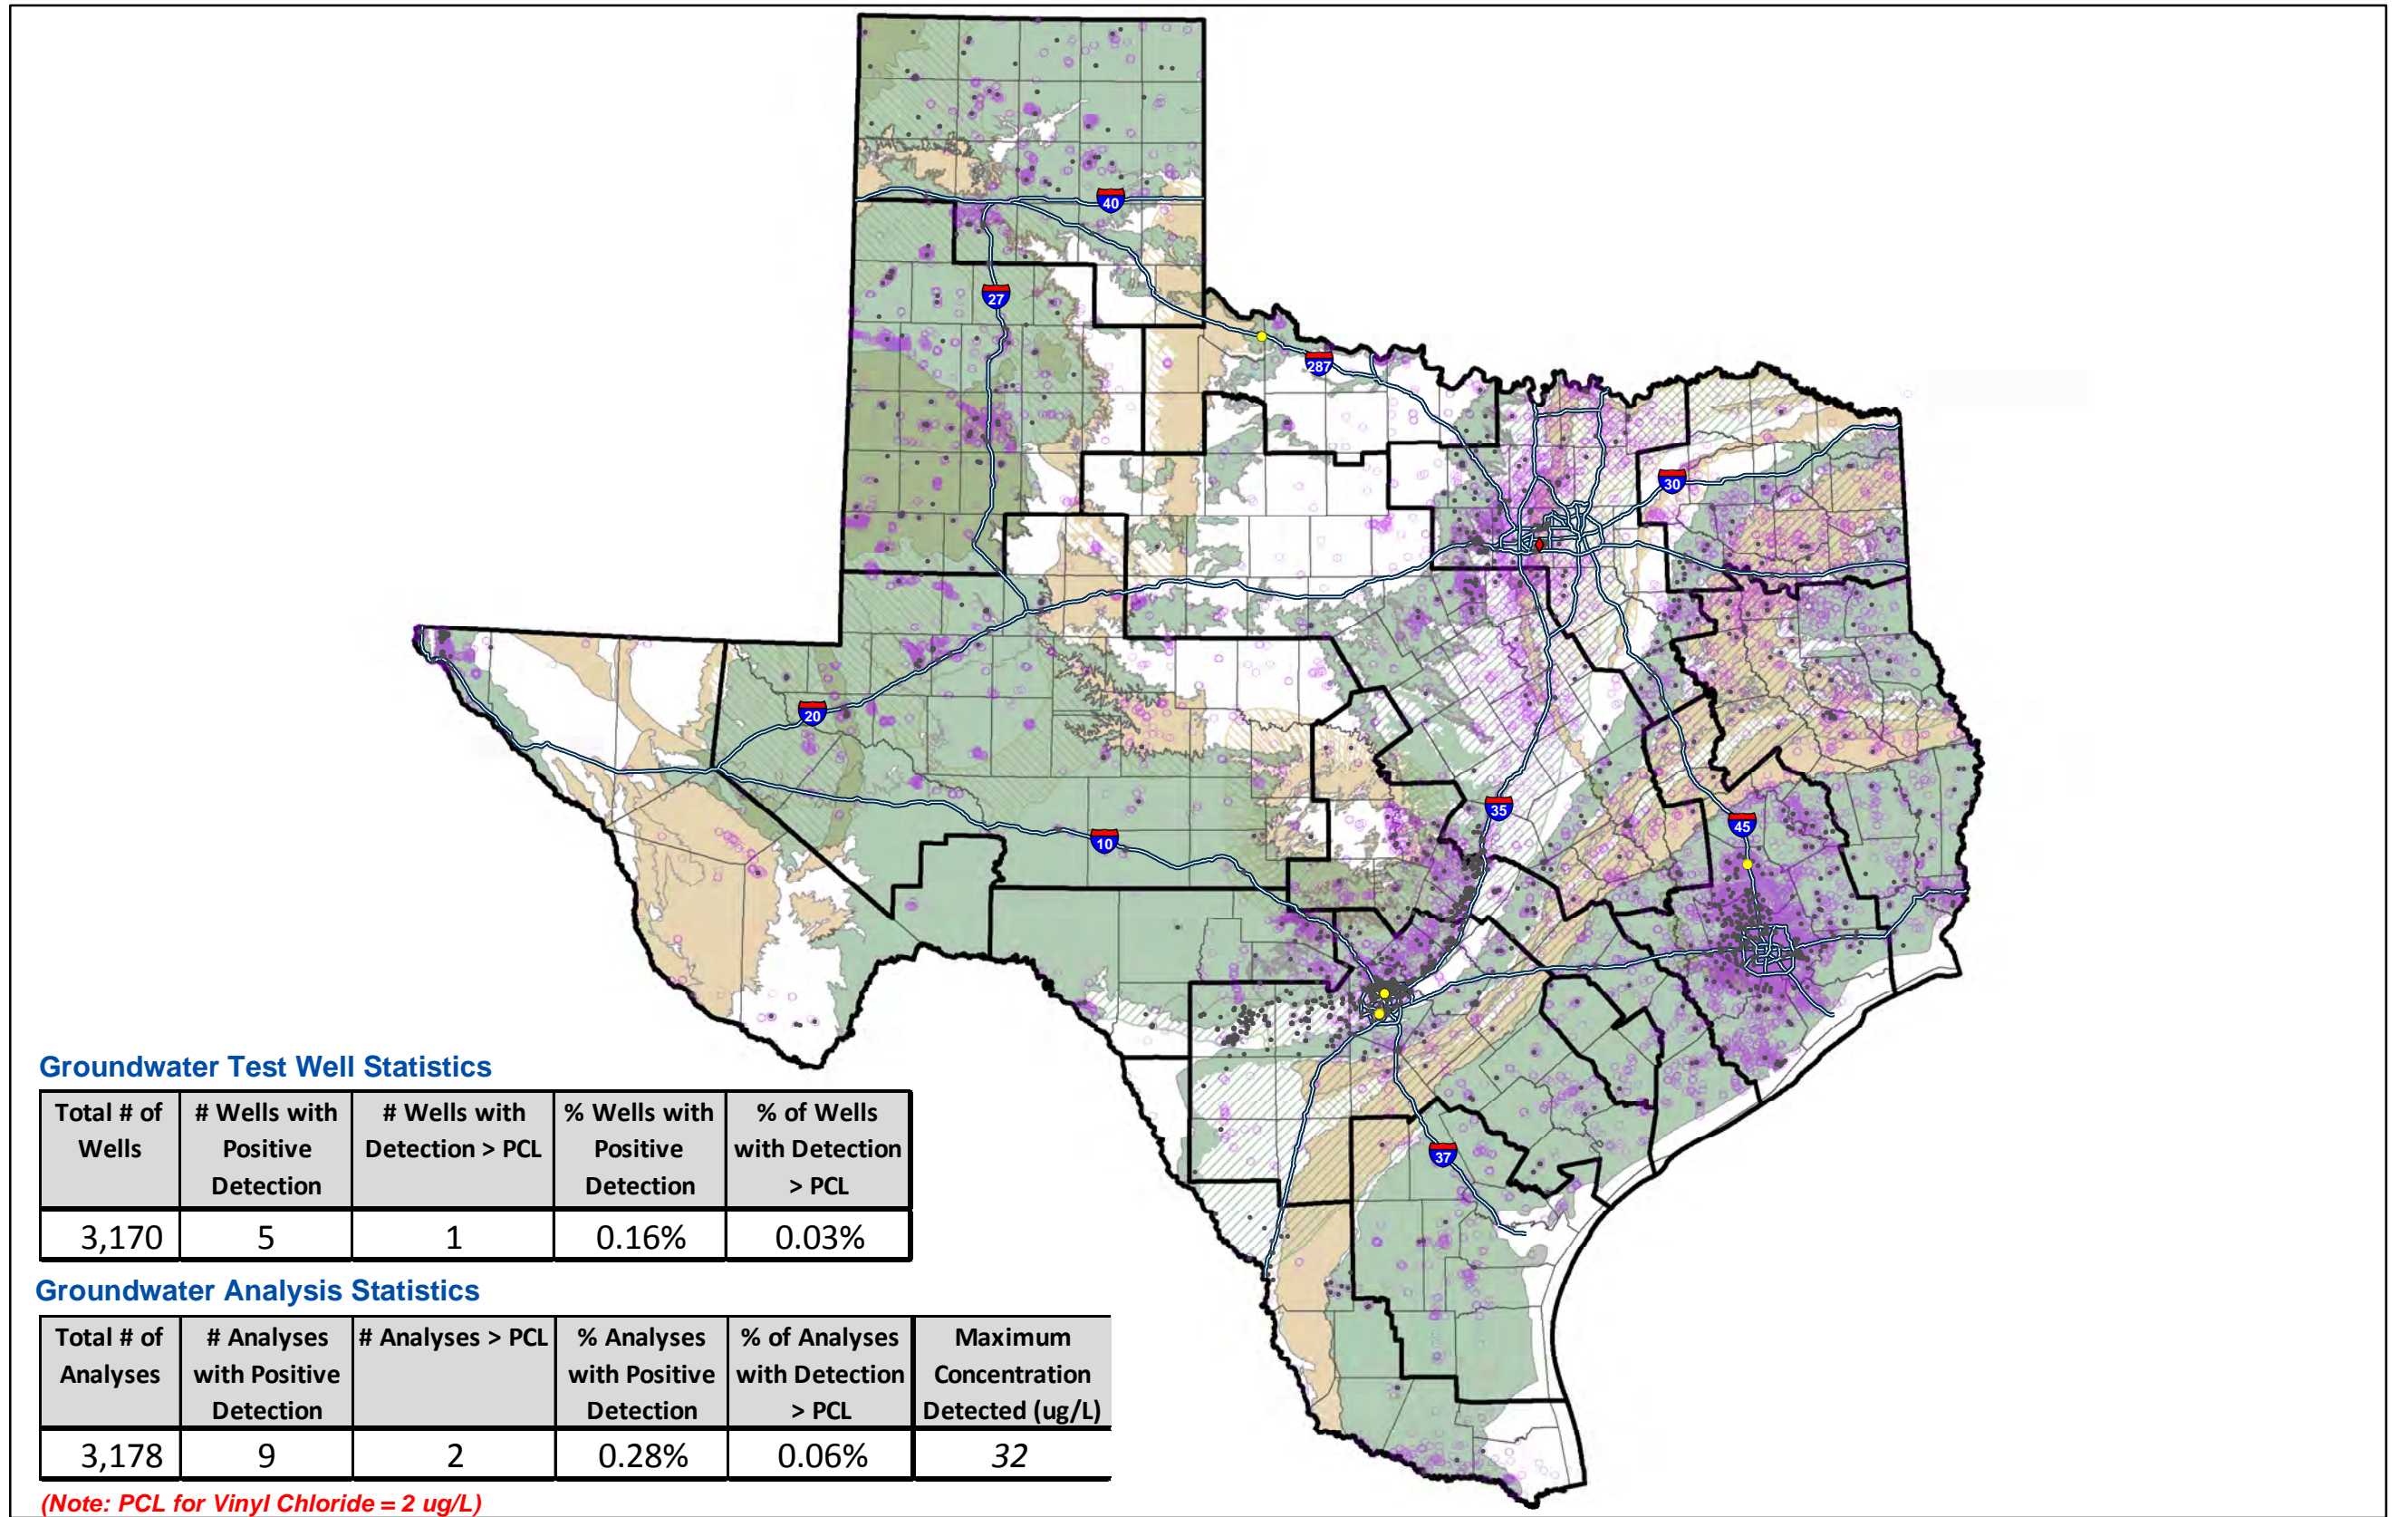 40
27
287
30
20
10
35
45
37
Groundwater Test Well Statistics
Total # of Wells | # Wells with Positive Detection | # Wells with Detection > PCL | % Wells with Positive Detection | % of Wells with Detection > PCL
3,170 | 5 | 1 | 0.16% | 0.03%
Groundwater Analysis Statistics
Total # of Analyses | # Analyses with Positive Detection | # Analyses > PCL | % Analyses with Positive Detection | % of Analyses with Detection > PCL | Maximum Concentration Detected (ug/L)
3,178 | 9 | 2 | 0.28% | 0.06% | 32
(Note: PCL for Vinyl Chloride = 2 ug/L)